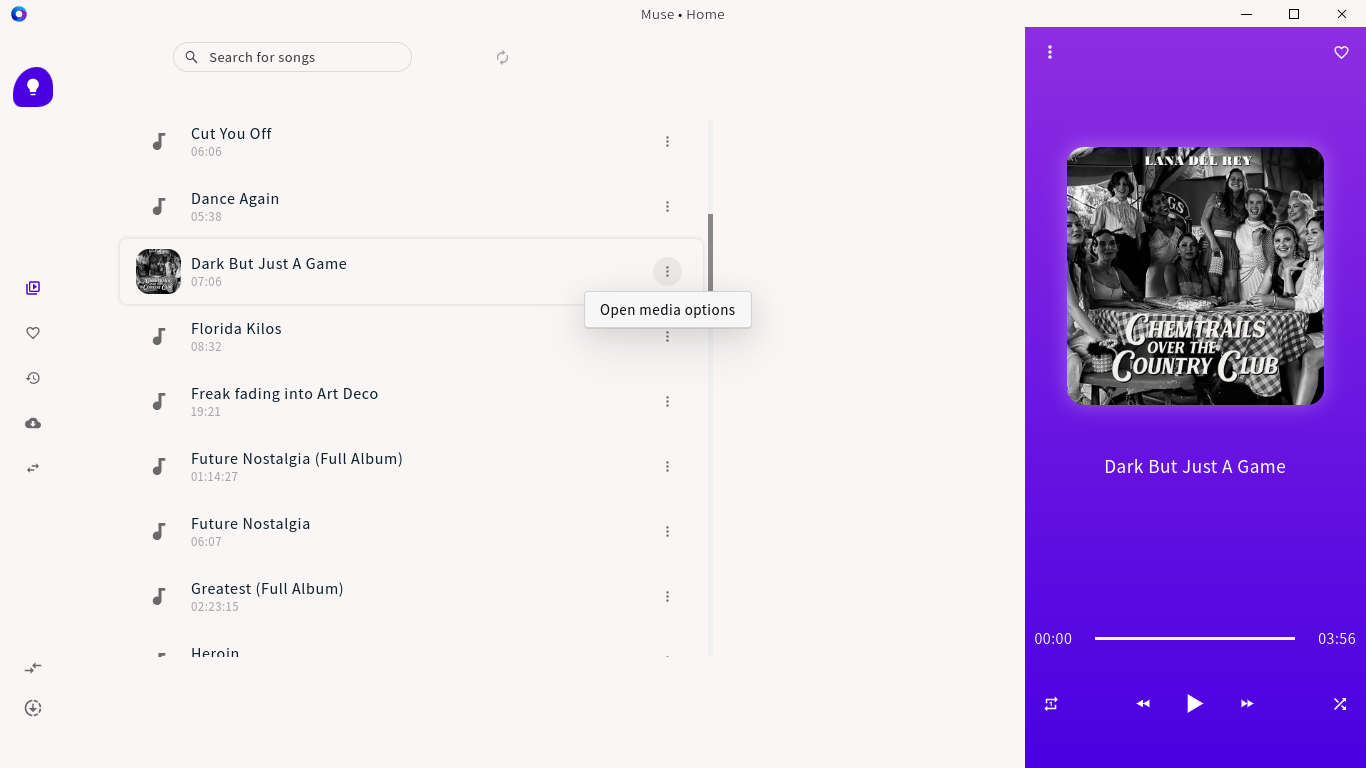 Muse • Home
Search for songs
Cut You Off
06:06
Dance Again
05:38
Dark But Just A Game
07:06
Open media options
Florida Kilos
08:32
Freak fading into Art Deco
19:21
Future Nostalgia (Full Album)
01:14:27
Future Nostalgia
06:07
Greatest (Full Album)
02:23:15
Heroin
LANA DEL REY
GS
CHEMTRAILS
OVER THE
COUNTRY CLUB
Dark But Just A Game
00:00
03:56